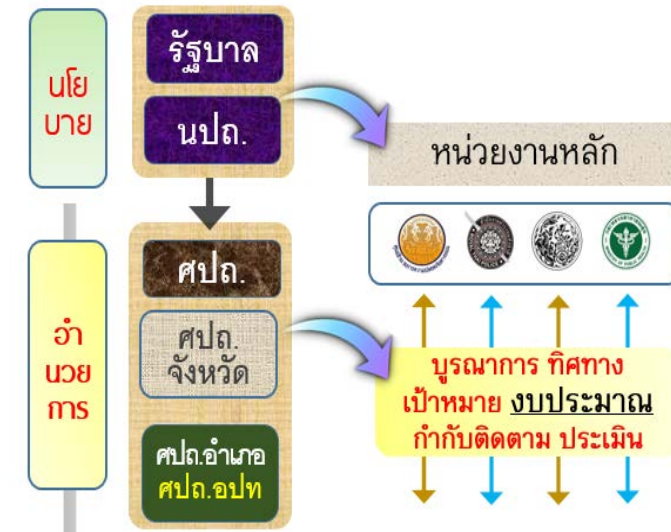 นโย
บาย
รัฐบาล
นปถ.
หน่วยงานหลัก
อำ
นวย
การ
ศปถ.
ศปถ.
จังหวัด
ศปถ.อำเภอ
ศปถ.อปท
บูรณาการ ทิศทาง
เป้าหมาย งบประมาณ
กำกับติดตาม ประเมิน